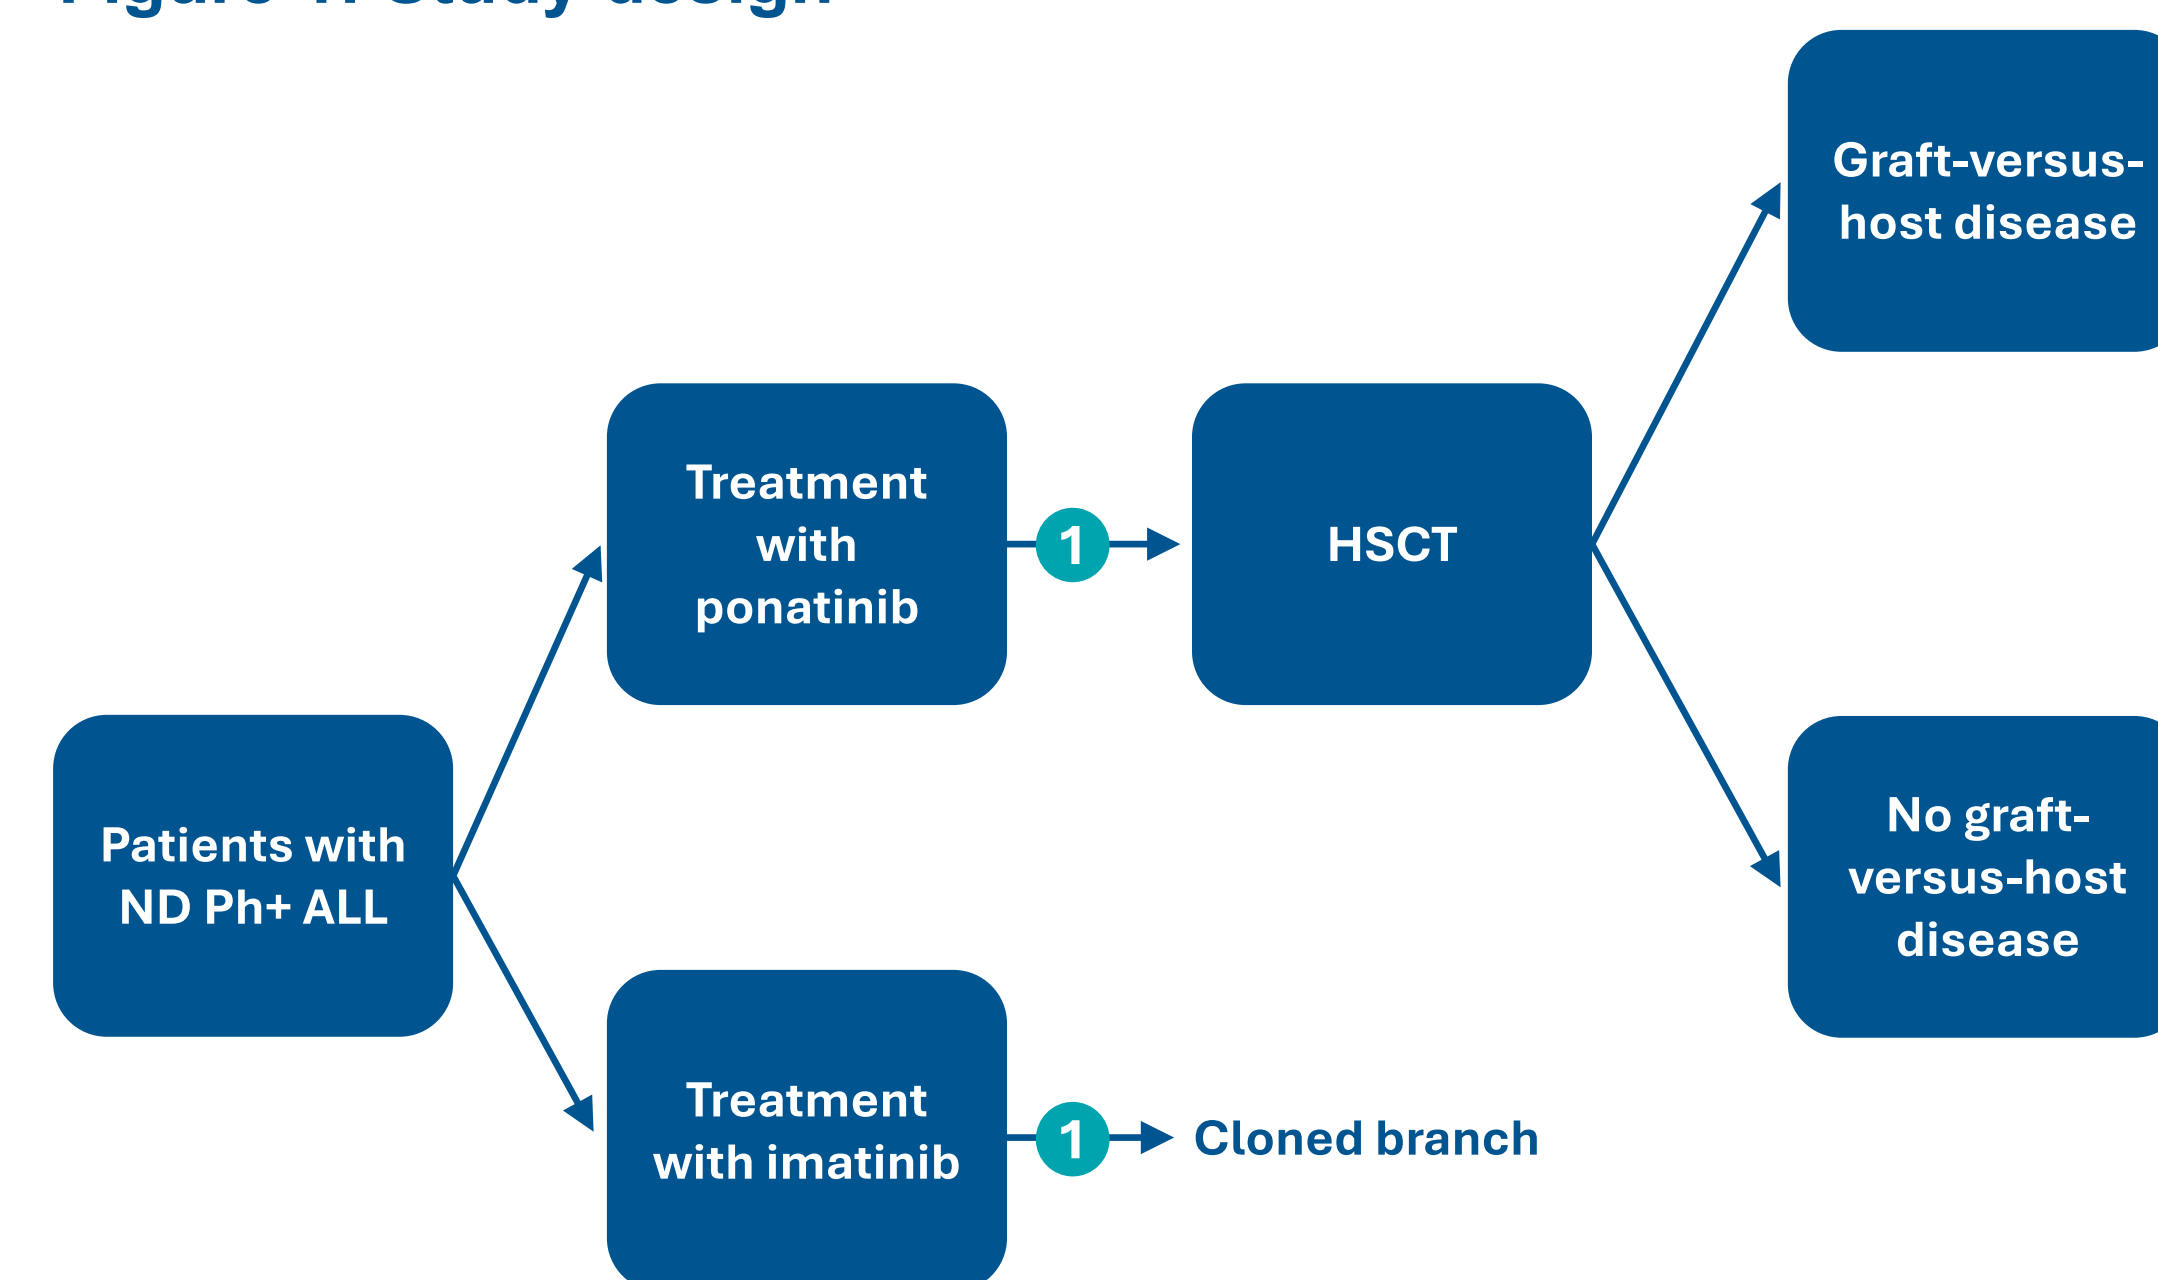 Graft-versus-
host disease
Treatment
with
ponatinib
1
HSCT
Patients with
ND Ph+ ALL
No graft-
versus-host
disease
Treatment
with imatinib
1
Cloned branch